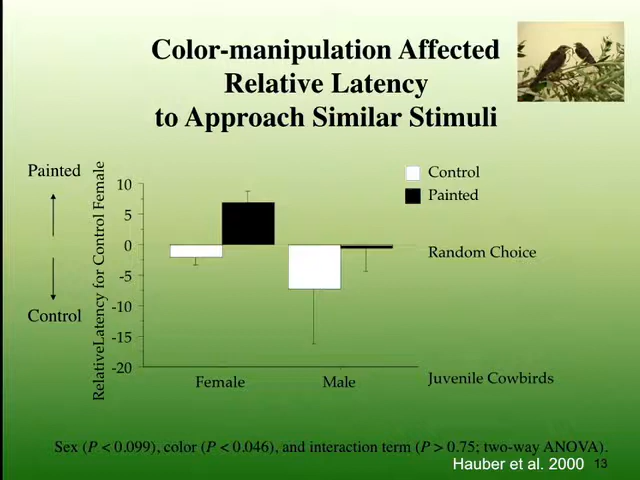 Color-manipulation Affected
Relative Latency
to Approach Similar Stimuli
Painted
Control
RelativeLatency for Control Female
10
5
0
-5
-10
-15
-20
Female
Male
Control
Painted
Random Choice
Juvenile Cowbirds
Sex (P < 0.099), color (P < 0.046), and interaction term (P > 0.75; two-way ANOVA).
Hauber et al. 2000
13